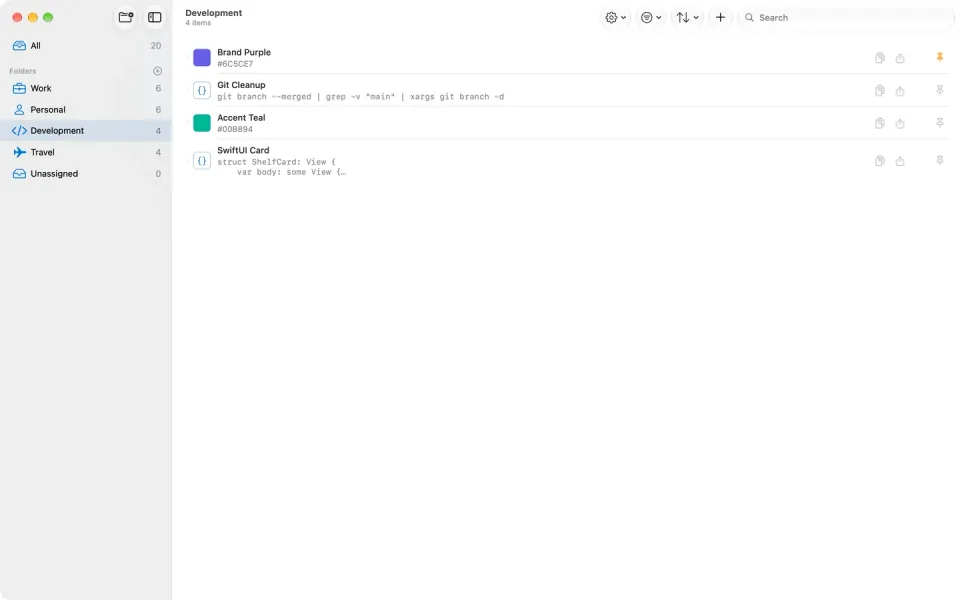 Development
4 items
Search
All 20
Folders
Work 6
Personal 6
Development 4
Travel 4
Unassigned 0
Brand Purple
#6C5CE7
{} Git Cleanup
git branch --merged | grep -v "main" | xargs git branch -d
Accent Teal
#00B894
{} SwiftUI Card
struct ShelfCard: View {
var body: some View {…